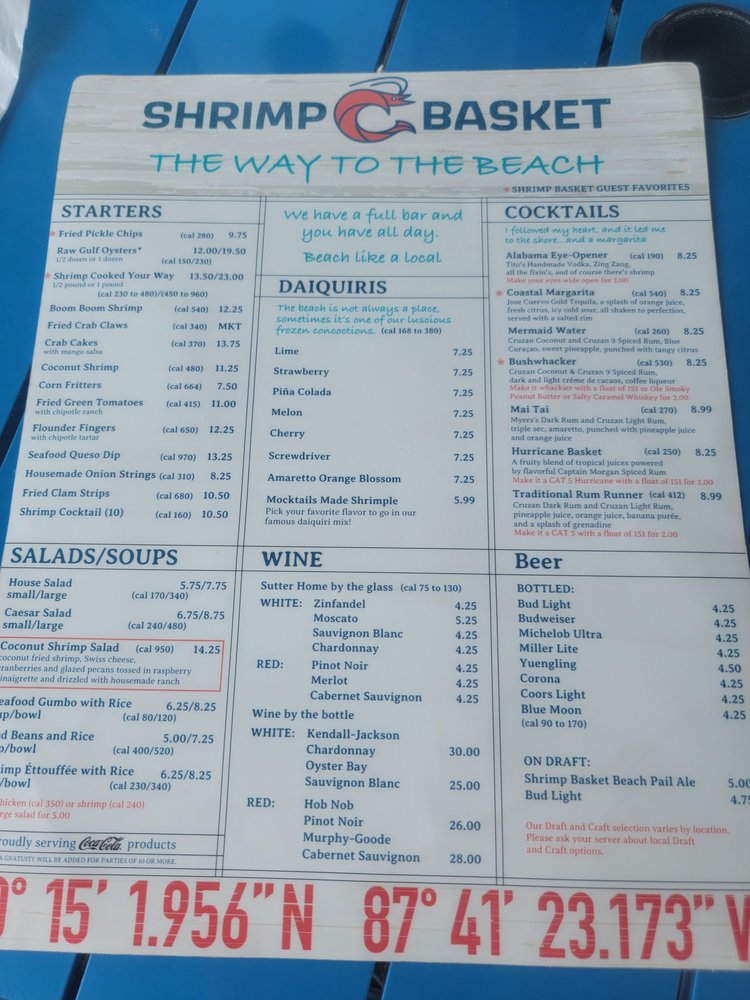 SHRIMP BASKET
THE WAY TO THE BEACH
★ SHRIMP BASKET GUEST FAVORITES
STARTERS
★ Fried Pickle Chips (cal 280) 9.75
Raw Gulf Oysters* 12.00/19.50
1/2 dozen or 1 dozen (cal 150/230)
★ Shrimp Cooked Your Way 13.50/23.00
1/2 pound or 1 pound
(cal 230 to 480)/(450 to 960)
Boom Boom Shrimp (cal 540) 12.25
Fried Crab Claws (cal 340) MKT
Crab Cakes (cal 370) 13.75
with mango salsa
Coconut Shrimp (cal 480) 11.25
Corn Fritters (cal 664) 7.50
Fried Green Tomatoes (cal 415) 11.00
with chipotle ranch
Flounder Fingers (cal 650) 12.25
with chipotle tartar
Seafood Queso Dip (cal 970) 13.25
Housemade Onion Strings (cal 310) 8.25
Fried Clam Strips (cal 680) 10.50
Shrimp Cocktail (10) (cal 160) 10.50
We have a full bar and
you have all day.
Beach like a local
DAIQUIRIS
The beach is not always a place,
sometimes it's one of our luscious
frozen concoctions. (cal 168 to 380)
Lime 7.25
Strawberry 7.25
Piña Colada 7.25
Melon 7.25
Cherry 7.25
Screwdriver 7.25
Amaretto Orange Blossom 7.25
Mocktails Made Shrimple 5.99
Pick your favorite flavor to go in our
famous daiquiri mix!
COCKTAILS
I followed my heart, and it led me
to the shore...and a margarita
Alabama Eye-Opener (cal 190) 8.25
Tito's Handmade Vodka, Zing Zang,
all the fixin's, and of course there's shrimp
Make your eyes wide open for 1.00
★ Coastal Margarita (cal 540) 8.25
Jose Cuervo Gold Tequila, a splash of orange juice,
fresh citrus, icy cold sour, all shaken to perfection,
served with a salted rim
Mermaid Water (cal 260) 8.25
Cruzan Coconut and Cruzan 9 Spiced Rum, Blue
Curaçao, sweet pineapple, punched with tangy citrus
★ Bushwhacker (cal 530) 8.25
Cruzan Coconut & Cruzan 9 Spiced Rum,
dark and light créme de cacaos, coffee liqueur
Make it whackier with a float of 151 or Ole Smoky
Peanut Butter or Salty Caramel Whiskey for 2.00
Mai Tai (cal 270) 8.99
Myers's Dark Rum and Cruzan Light Rum,
triple sec, amaretto, punched with pineapple juice
and orange juice
Hurricane Basket (cal 250) 8.25
A fruity blend of tropical juices powered
by flavorful Captain Morgan Spiced Rum
Make it a CAT 5 Hurricane with a float of 151 for 2.00
Traditional Rum Runner (cal 412) 8.99
Cruzan Dark Rum and Cruzan Light Rum,
pineapple juice, orange juice, banana purée,
and a splash of grenadine
Make it a CAT 5 with a float of 151 for 2.00
SALADS/SOUPS
House Salad 5.75/7.75
small/large (cal 170/340)
Caesar Salad 6.75/8.75
small/large (cal 240/480)
Coconut Shrimp Salad (cal 950) 14.25
coconut fried shrimp, Swiss cheese,
ranberries and glazed pecans tossed in raspberry
inaigrette and drizzled with housemade ranch
eafood Gumbo with Rice 6.25/8.25
up/bowl (cal 80/120)
d Beans and Rice 5.00/7.25
p/bowl (cal 400/520)
imp Éttouffée with Rice 6.25/8.25
/bowl (cal 230/340)
hicken (cal 350) or shrimp (cal 240)
rge salad for 5.00
roudly serving Coca-Cola products
GRATUITY WILL BE ADDED FOR PARTIES OF 10 OR MORE.
WINE
Sutter Home by the glass (cal 75 to 130)
WHITE: Zinfandel 4.25
Moscato 5.25
Sauvignon Blanc 4.25
Chardonnay 4.25
RED: Pinot Noir 4.25
Merlot 4.25
Cabernet Sauvignon 4.25
Wine by the bottle
WHITE: Kendall-Jackson
Chardonnay 30.00
Oyster Bay
Sauvignon Blanc 25.00
RED: Hob Nob
Pinot Noir 26.00
Murphy-Goode
Cabernet Sauvignon 28.00
Beer
BOTTLED:
Bud Light 4.25
Budweiser 4.25
Michelob Ultra 4.25
Miller Lite 4.25
Yuengling 4.50
Corona 4.25
Coors Light 4.25
Blue Moon 4.25
(cal 90 to 170)
ON DRAFT:
Shrimp Basket Beach Pail Ale 5.00
Bud Light 4.75
Our Draft and Craft selection varies by location.
Please ask your server about local Draft
and Craft options.
0° 15' 1.956"N 87° 41' 23.173"W